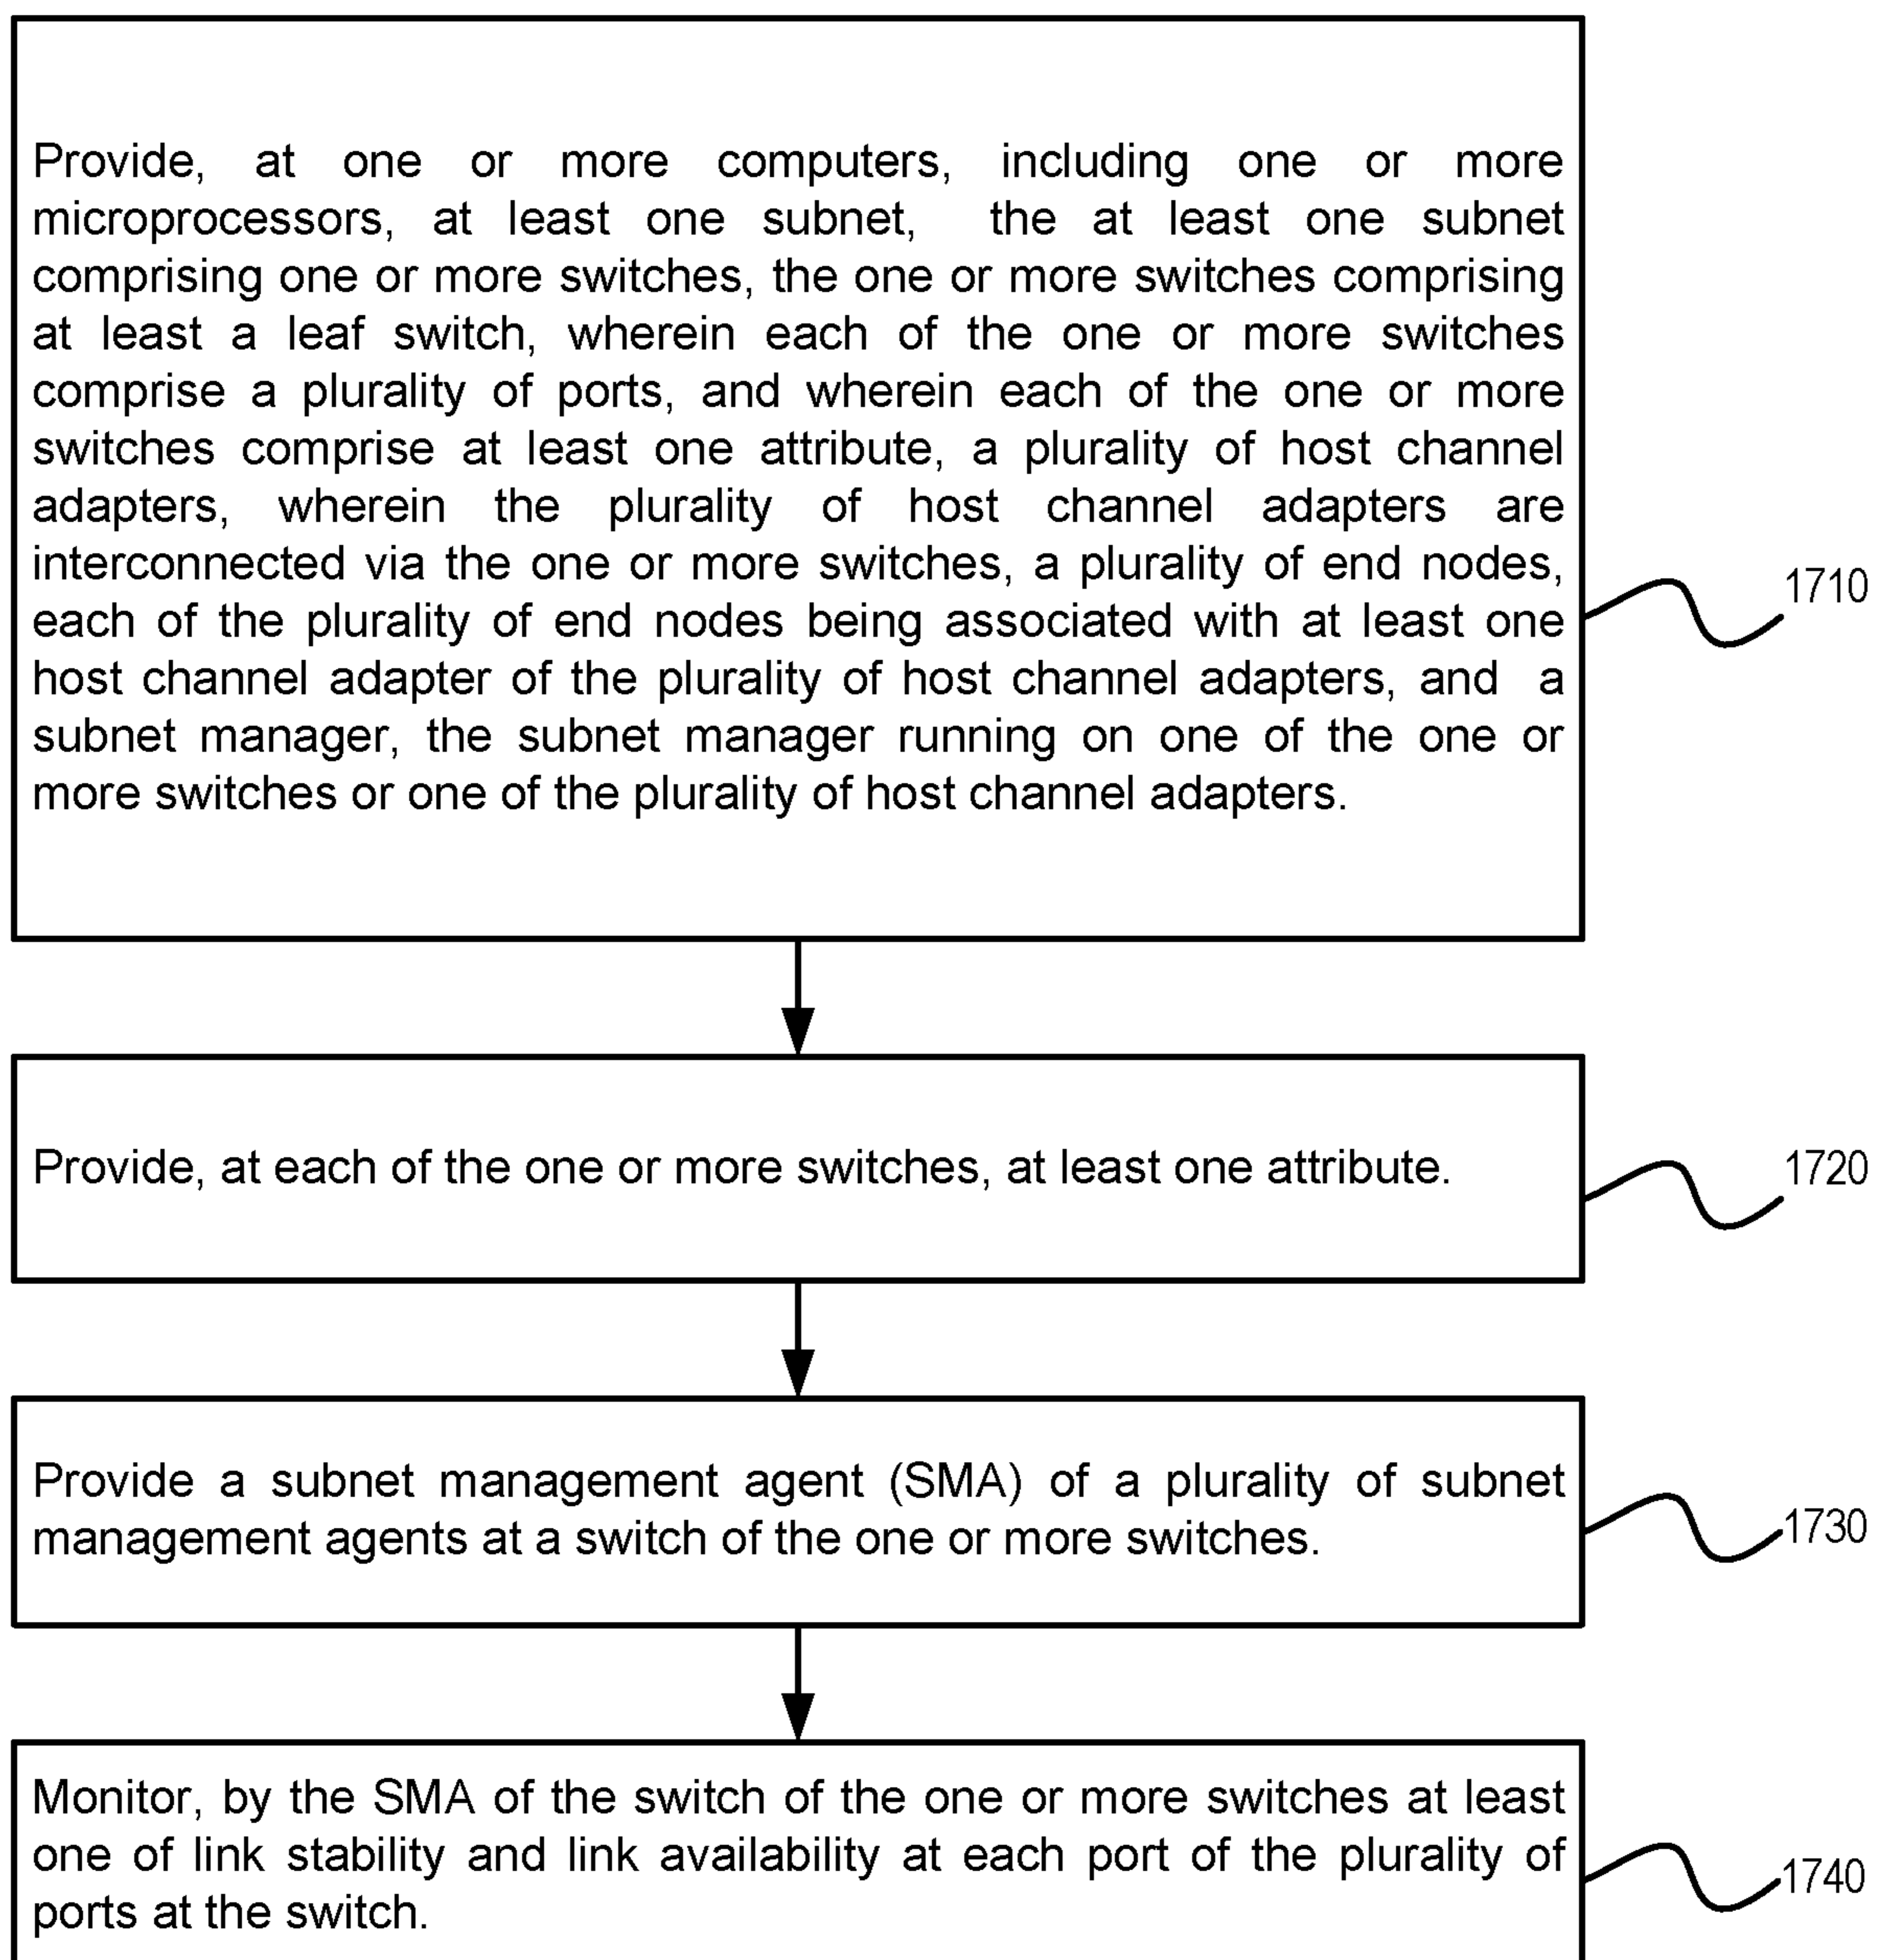 Provide, at one or more computers, including one or more
microprocessors, at least one subnet, the at least one subnet
comprising one or more switches, the one or more switches comprising
at least a leaf switch, wherein each of the one or more switches
comprise a plurality of ports, and wherein each of the one or more
switches comprise at least one attribute, a plurality of host channel
adapters, wherein the plurality of host channel adapters are
interconnected via the one or more switches, a plurality of end nodes,
each of the plurality of end nodes being associated with at least one
host channel adapter of the plurality of host channel adapters, and a
subnet manager, the subnet manager running on one of the one or
more switches or one of the plurality of host channel adapters.
1710
Provide, at each of the one or more switches, at least one attribute.
1720
Provide a subnet management agent (SMA) of a plurality of subnet
management agents at a switch of the one or more switches.
1730
Monitor, by the SMA of the switch of the one or more switches at least
one of link stability and link availability at each port of the plurality of
ports at the switch.
1740